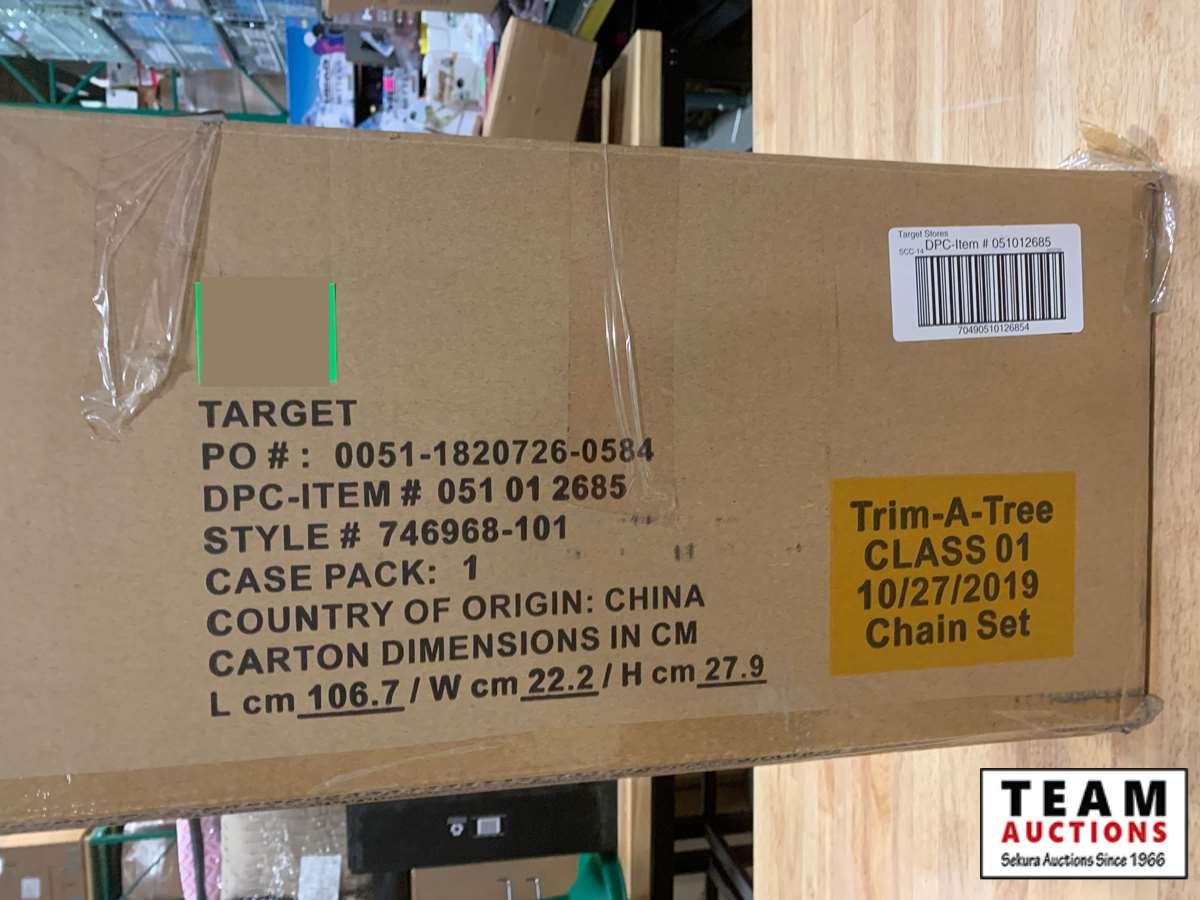 Target Stores
DPC-Item # 051012685
SCC-14
70490510126854
TARGET
PO # : 0051-1820726-0584
DPC-ITEM # 051 01 2685
STYLE # 746968-101
CASE PACK: 1
COUNTRY OF ORIGIN: CHINA
CARTON DIMENSIONS IN CM
L cm 106.7 / W cm 22.2 / H cm 27.9
Trim-A-Tree
CLASS 01
10/27/2019
Chain Set
TEAM
AUCTIONS
Sekura Auctions Since 1966